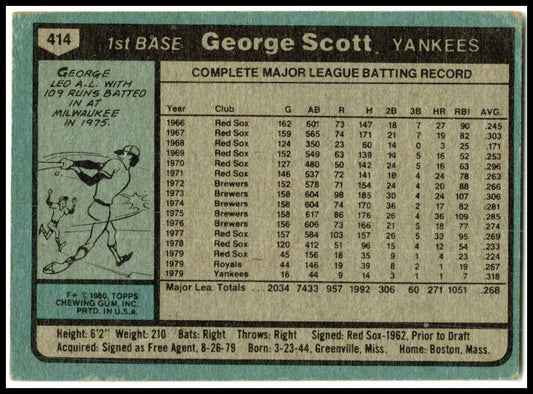 414 1st BASE George Scott YANKEES
GEORGE
LED A.L. WITH
109 RUNS BATTED
IN AT
MILWAUKEE
IN 1975.
COMPLETE MAJOR LEAGUE BATTING RECORD
Year Club G AB R H 2B 3B HR RBI AVG.
1966 Red Sox 162 601 73 147 18 7 27 90 .245
1967 Red Sox 159 565 74 171 21 7 19 82 .303
1968 Red Sox 124 350 23 60 14 0 3 25 .171
1969 Red Sox 152 549 63 139 14 5 16 52 .253
1970 Red Sox 127 480 50 142 24 5 16 63 .296
1971 Red Sox 146 537 72 141 16 4 24 78 .263
1972 Brewers 152 578 71 154 24 4 20 88 .266
1973 Brewers 158 604 98 185 30 4 24 107 .306
1974 Brewers 158 604 74 170 36 2 17 82 .281
1975 Brewers 158 617 86 176 26 4 36 109 .285
1976 Brewers 156 606 73 166 21 5 18 77 .274
1977 Red Sox 157 584 103 157 26 5 33 95 .269
1978 Red Sox 120 412 51 96 16 4 12 54 .233
1979 Red Sox 45 156 18 35 9 1 4 23 .224
1979 Royals 44 146 19 39 8 2 1 20 .267
1979 Yankees 16 44 9 14 3 1 1 7 .318
Major Lea. Totals ... 2034 7433 957 1992 306 60 271 1051 .268
F* © 1980, TOPPS
CHEWING GUM, INC.
PRTD. IN U.S.A.
Height: 6'2" Weight: 210 Bats: Right Throws: Right Signed: Red Sox-1962, Prior to Draft
Acquired: Signed as Free Agent, 8-26-79 Born: 3-23-44, Greenville, Miss. Home: Boston, Mass.